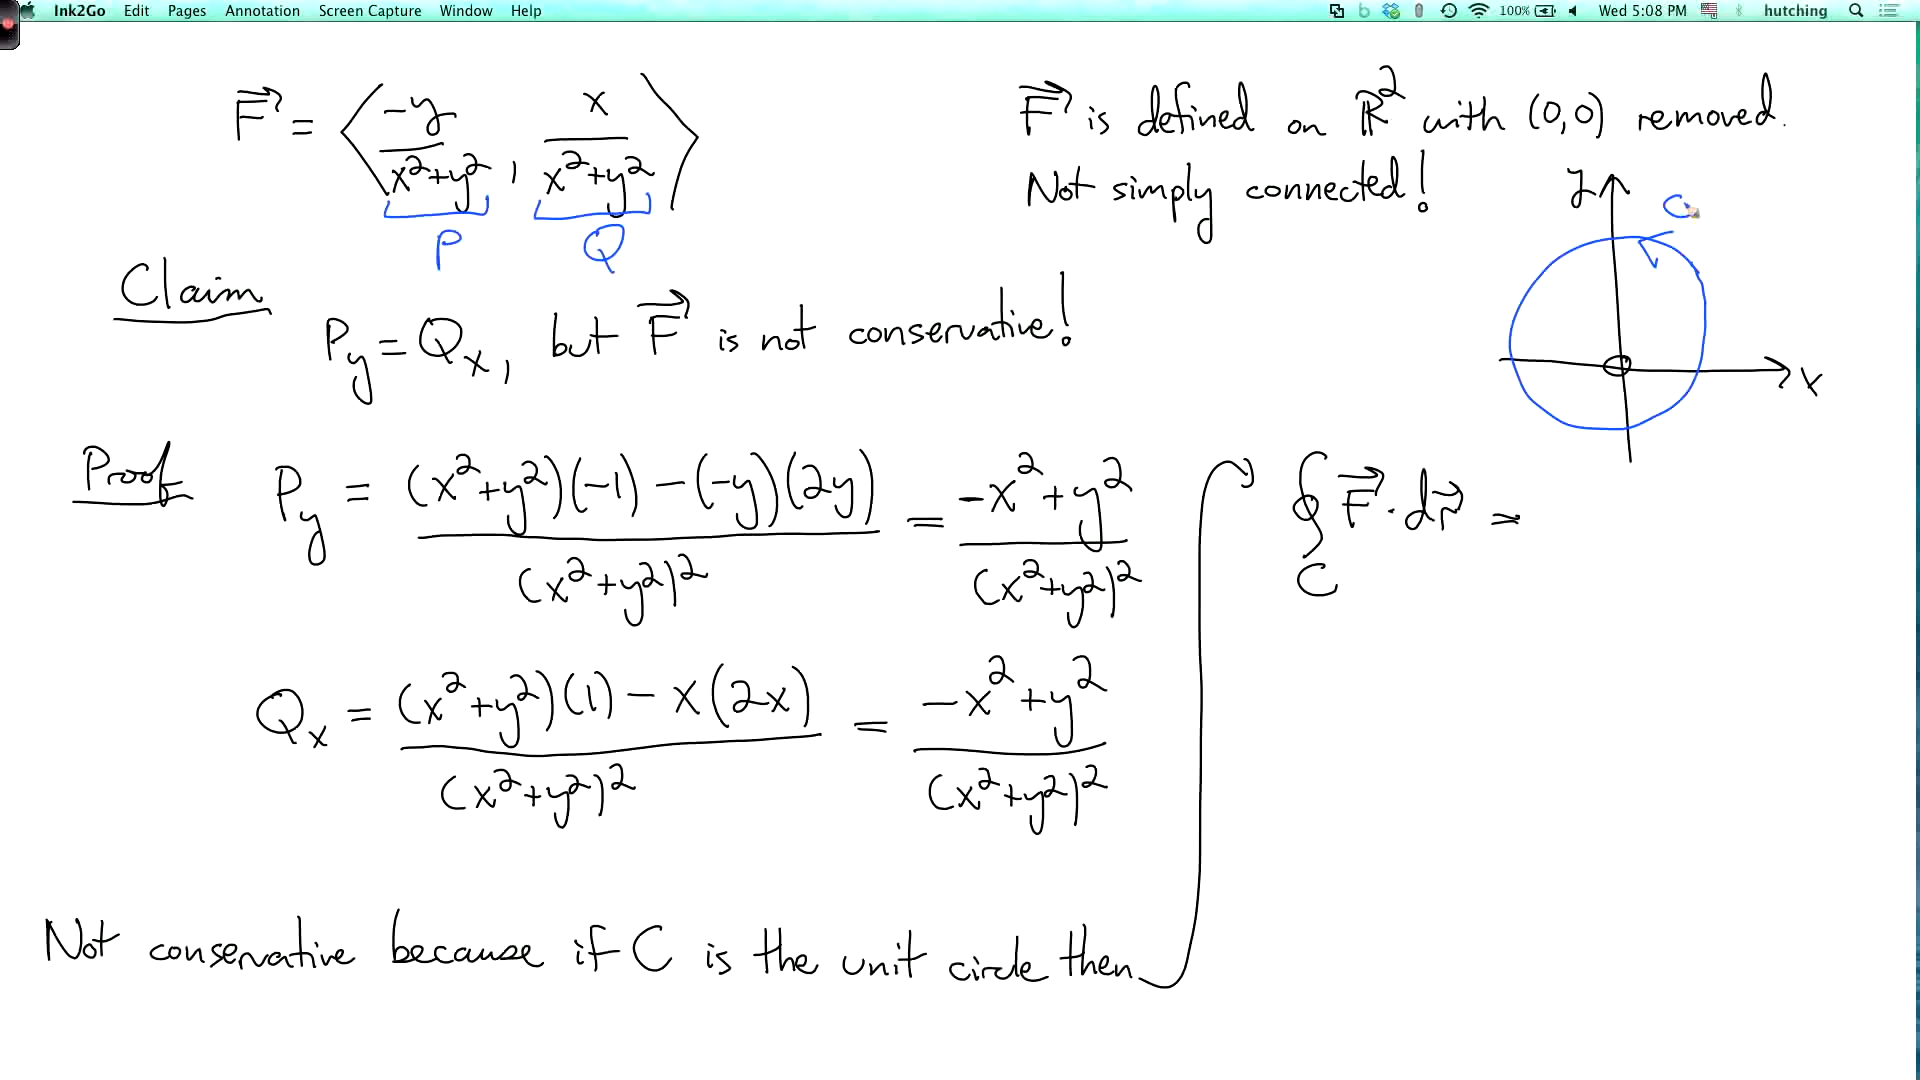 Ink2Go Edit Pages Annotation Screen Capture Window Help 100% Wed 5:08 PM hutching
F⃗ = ⟨ -y/(x²+y²) , x/(x²+y²) ⟩
P Q
F⃗ is defined on ℝ² with (0,0) removed.
Not simply connected!
y
C
x
Claim
P_y = Q_x, but F⃗ is not conservative!
Proof
P_y = ((x²+y²)(-1) - (-y)(2y))/(x²+y²)² = (-x²+y²)/(x²+y²)²
Q_x = ((x²+y²)(1) - x(2x))/(x²+y²)² = (-x²+y²)/(x²+y²)²
Not conservative because if C is the unit circle then
∮_C F⃗ · dr⃗ =